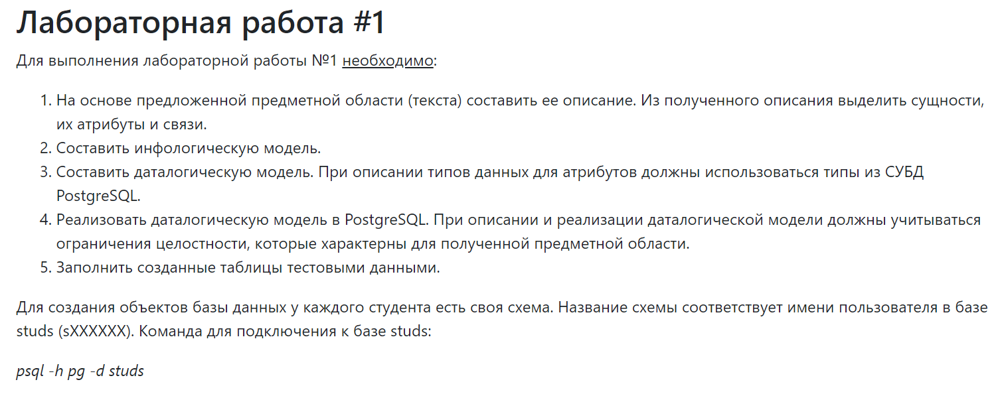 Лабораторная работа #1
Для выполнения лабораторной работы №1 необходимо:
1. На основе предложенной предметной области (текста) составить ее описание. Из полученного описания выделить сущности,
их атрибуты и связи.
2. Составить инфологическую модель.
3. Составить даталогическую модель. При описании типов данных для атрибутов должны использоваться типы из СУБД
PostgreSQL.
4. Реализовать даталогическую модель в PostgreSQL. При описании и реализации даталогической модели должны учитываться
ограничения целостности, которые характерны для полученной предметной области.
5. Заполнить созданные таблицы тестовыми данными.
Для создания объектов базы данных у каждого студента есть своя схема. Название схемы соответствует имени пользователя в базе
studs (sXXXXXX). Команда для подключения к базе studs:
psql -h pg -d studs